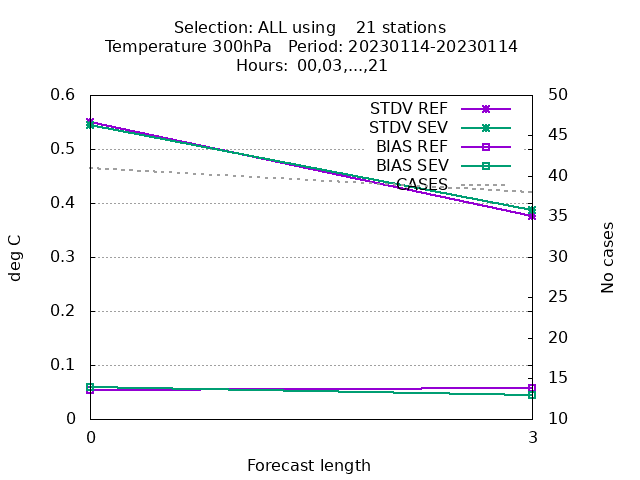 Selection: ALL using    21 stations
Temperature 300hPa   Period: 20230114-20230114
Hours:  00,03,...,21
STDV REF
STDV SEV
BIAS REF
BIAS SEV
CASES
deg C
0.6
0.5
0.4
0.3
0.2
0.1
0
50
45
40
35
30
25
20
15
10
No cases
0
3
Forecast length